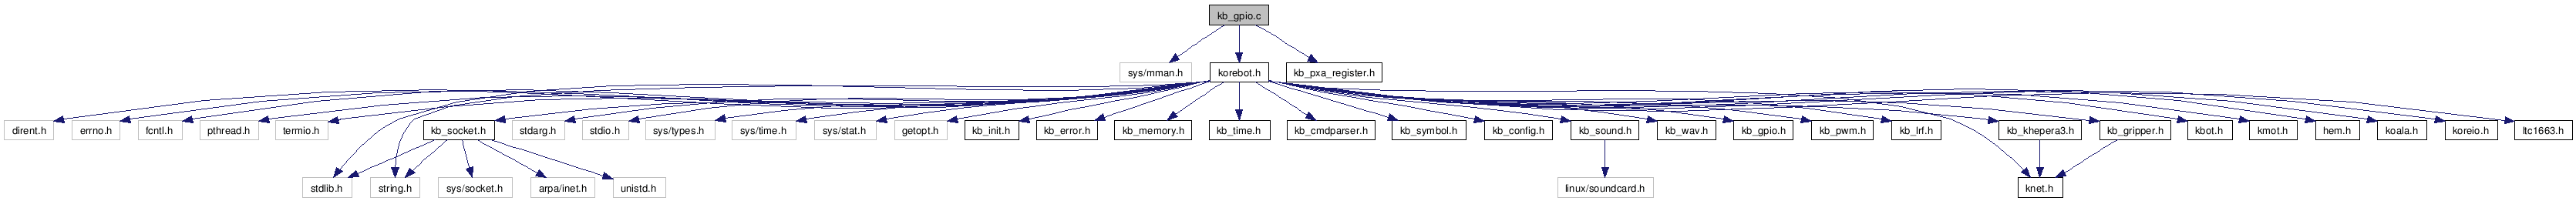 kb_gpio.c
sys/mman.h
korebot.h
kb_pxa_register.h
dirent.h
errno.h
fcntl.h
pthread.h
termio.h
kb_socket.h
stdarg.h
stdio.h
sys/types.h
sys/time.h
sys/stat.h
getopt.h
kb_init.h
kb_error.h
kb_memory.h
kb_time.h
kb_cmdparser.h
kb_symbol.h
kb_config.h
kb_sound.h
kb_wav.h
kb_gpio.h
kb_pwm.h
kb_lrf.h
kb_khepera3.h
kb_gripper.h
kbot.h
kmot.h
hem.h
koala.h
koreio.h
ltc1663.h
stdlib.h
string.h
sys/socket.h
arpa/inet.h
unistd.h
linux/soundcard.h
knet.h